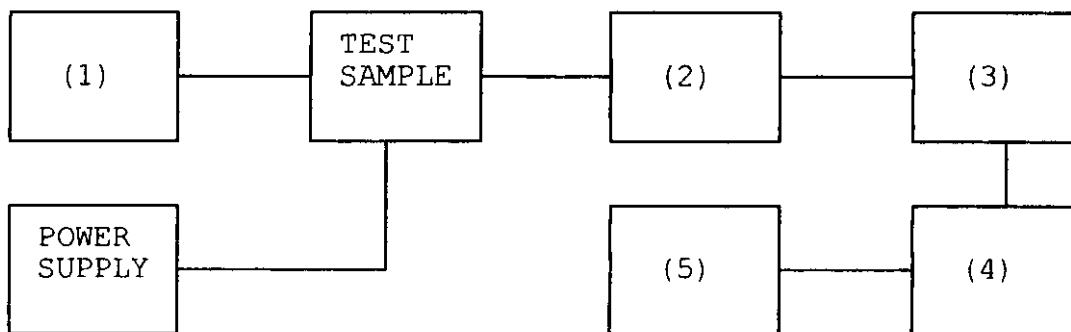 (1)
TEST
SAMPLE
(2)
(3)
POWER
SUPPLY
(5)
(4)